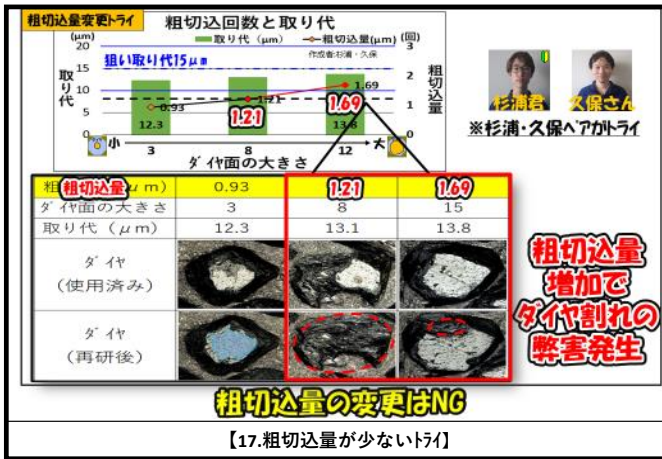 粗切込量変更トライ
粗切込回数と取り代
(μm)
取り代（μm）
粗切込量(μm)
(回)
作成者:杉浦・久保
狙い取り代15μm
20
15
10
5
0
取り代
3
2
1
0
粗切込量
0.93
1.21
1.69
1.69
12.3
13.8
小
3
8
12
大
ダイヤ面の大きさ
杉浦君
久保さん
※杉浦・久保ペアがトライ
粗切込量 μm) 0.93 1.21 1.69
ダイヤ面の大きさ 3 8 15
取り代（μm） 12.3 13.1 13.8
ダイヤ
(使用済み)
ダイヤ
(再研後)
粗切込量
増加で
ダイヤ割れの
弊害発生
粗切込量の変更はNG
【17.粗切込量が少ないトライ】